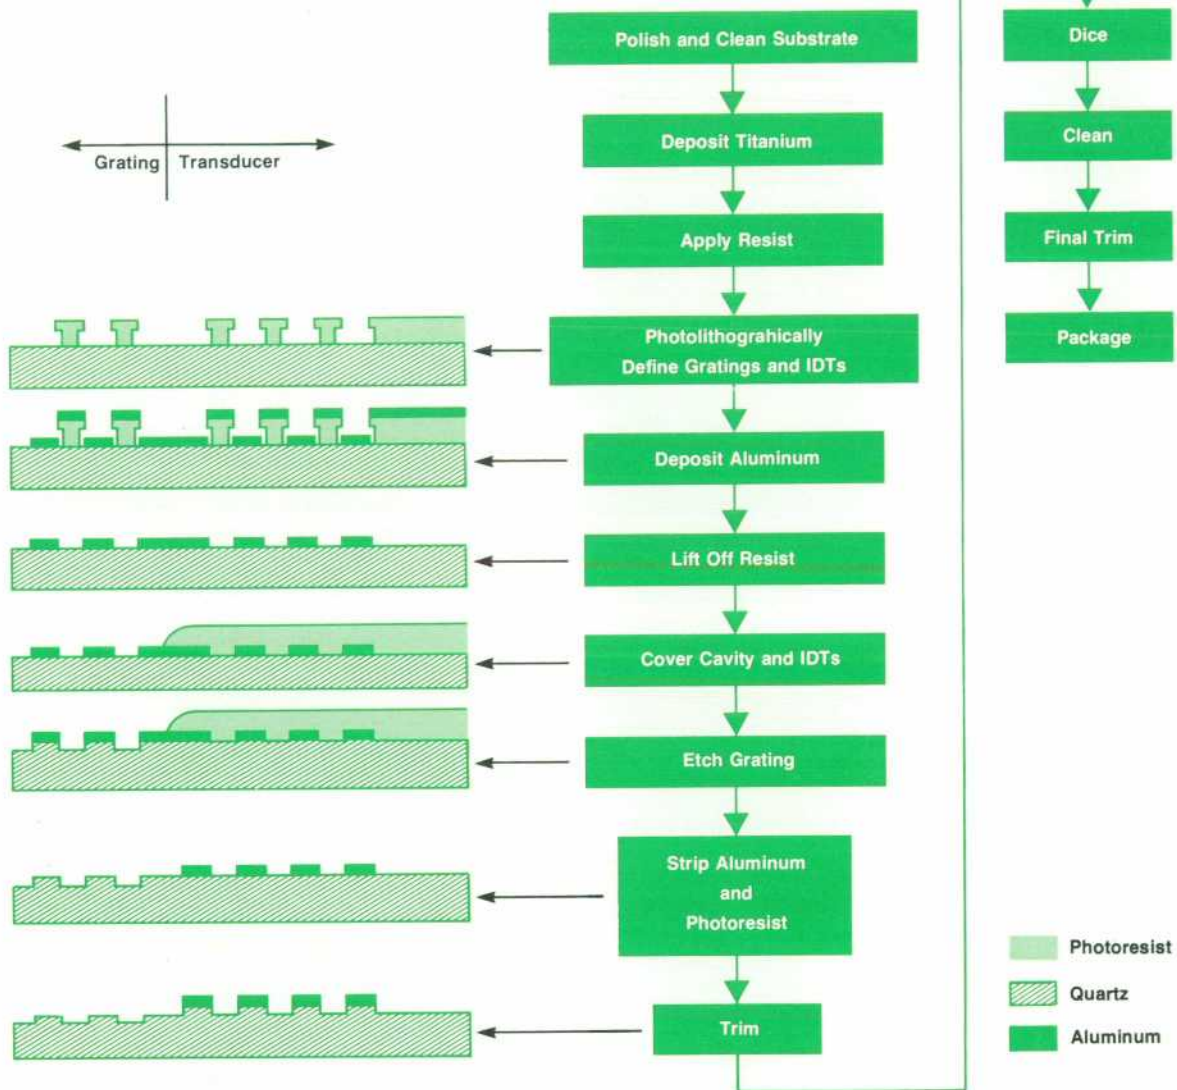 Polish and Clean Substrate
Deposit Titanium
Apply Resist
Photolithograhically
Define Gratings and IDTs
Deposit Aluminum
Lift Off Resist
Cover Cavity and IDTs
Etch Grating
Strip Aluminum
and
Photoresist
Trim
Dice
Clean
Final Trim
Package
Grating
Transducer
Photoresist
Quartz
Aluminum